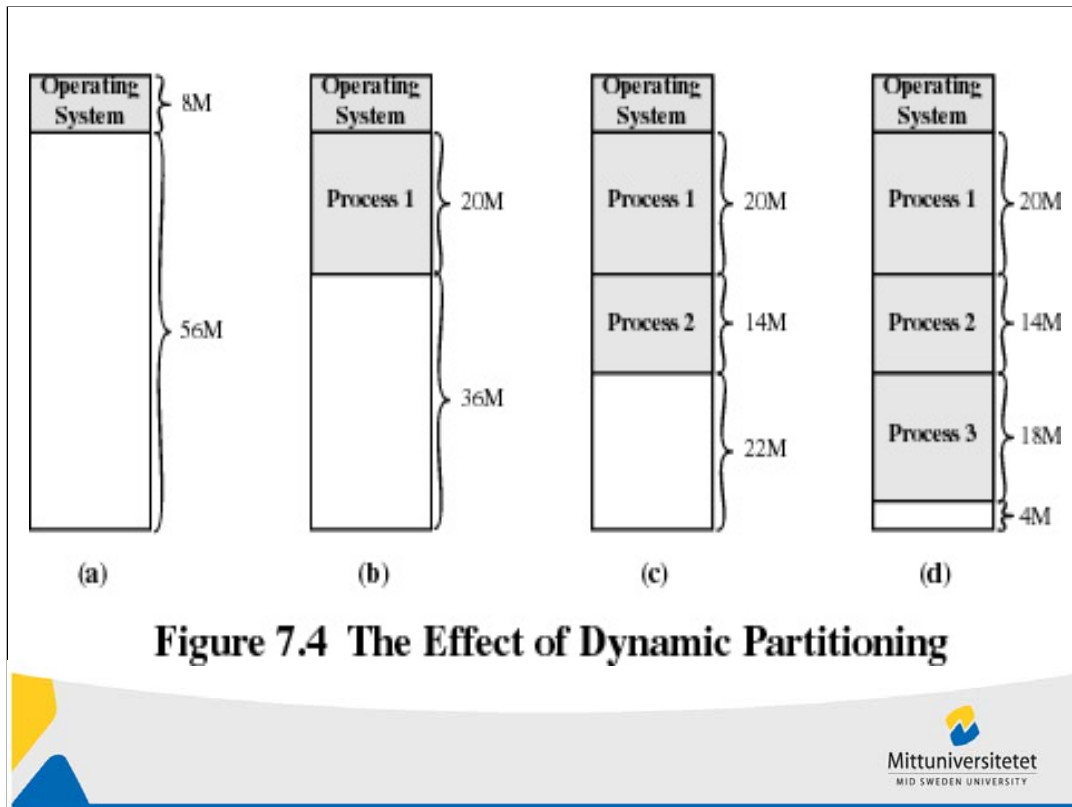 Operating
System
8M
56M
(a)
Operating
System
Process 1
20M
36M
(b)
Operating
System
Process 1
20M
Process 2
14M
22M
(c)
Operating
System
Process 1
20M
Process 2
14M
Process 3
18M
4M
(d)
Figure 7.4 The Effect of Dynamic Partitioning
Mittuniversitetet
MID SWEDEN UNIVERSITY